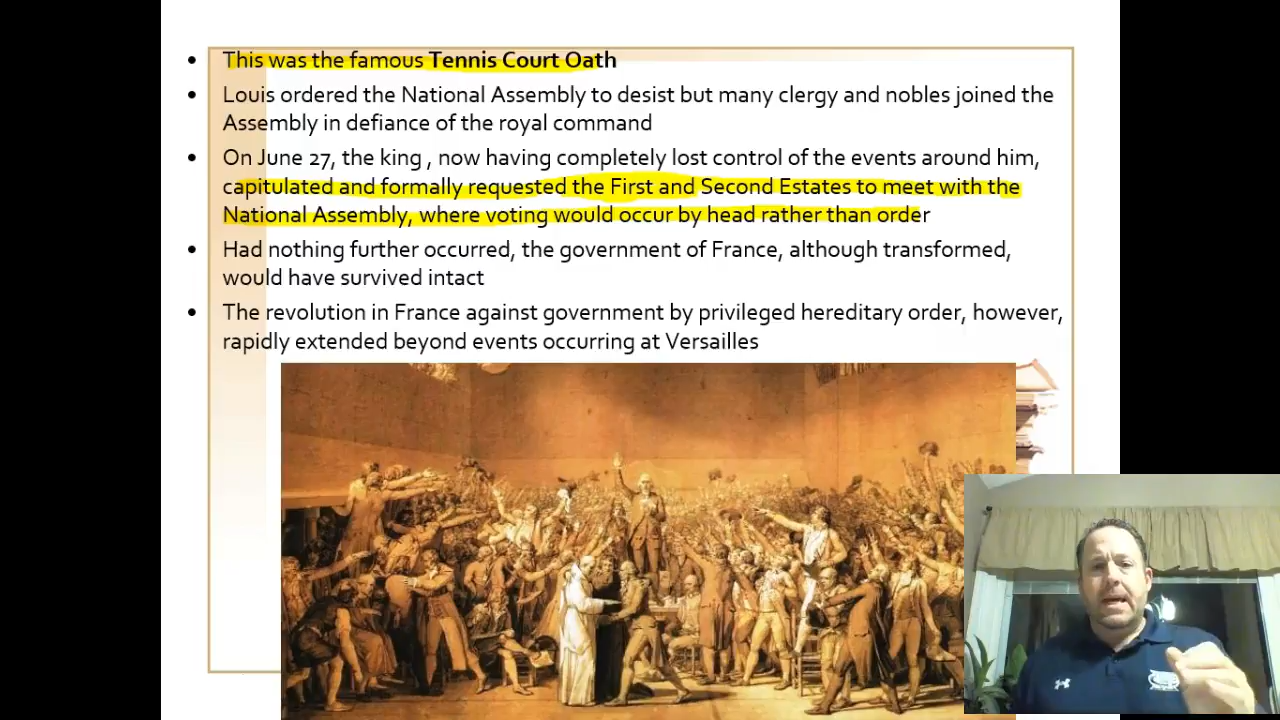 This was the famous Tennis Court Oath
Louis ordered the National Assembly to desist but many clergy and nobles joined the
Assembly in defiance of the royal command
On June 27, the king , now having completely lost control of the events around him,
capitulated and formally requested the First and Second Estates to meet with the
National Assembly, where voting would occur by head rather than order
Had nothing further occurred, the government of France, although transformed,
would have survived intact
The revolution in France against government by privileged hereditary order, however,
rapidly extended beyond events occurring at Versailles